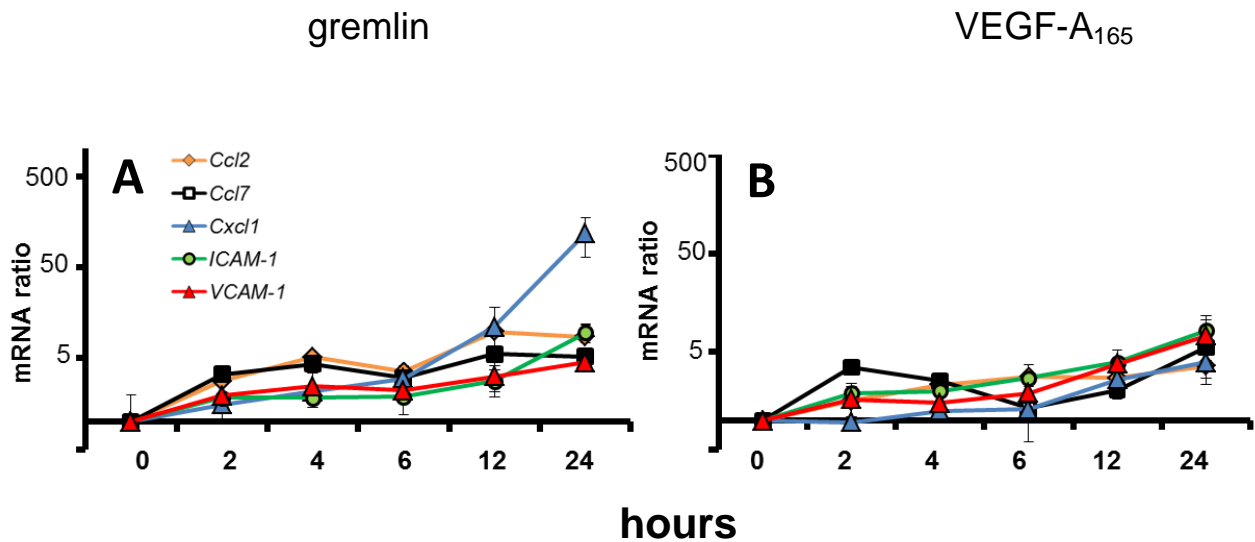 gremlin
VEGF-A₁₆₅
A
Ccl2
Ccl7
Cxcl1
ICAM-1
VCAM-1
500
50
5
mRNA ratio
0 2 4 6 12 24
B
500
50
5
mRNA ratio
0 2 4 6 12 24
hours